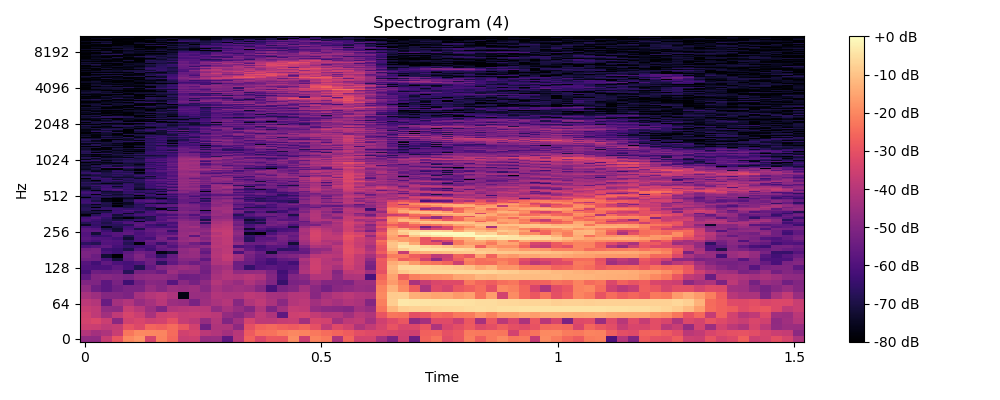 Spectrogram (4)
8192
4096
2048
1024
512
256
128
64
0
Hz
0
0.5
1
1.5
Time
+0 dB
-10 dB
-20 dB
-30 dB
-40 dB
-50 dB
-60 dB
-70 dB
-80 dB